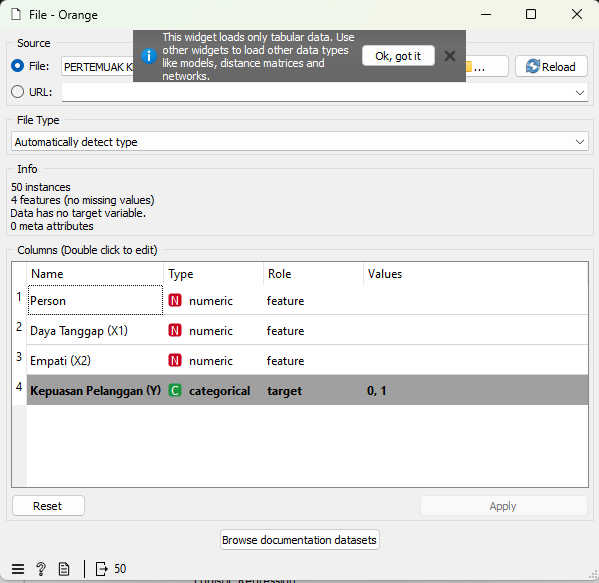 File - Orange
Source
This widget loads only tabular data. Use
other widgets to load other data types
like models, distance matrices and
networks.
Ok, got it
File:
PERTEMUAK K
...
Reload
URL:
File Type
Automatically detect type
Info
50 instances
4 features (no missing values)
Data has no target variable.
0 meta attributes
Columns (Double click to edit)
Name Type Role Values
1 Person N numeric feature
2 Daya Tanggap (X1) N numeric feature
3 Empati (X2) N numeric feature
4 Kepuasan Pelanggan (Y) C categorical target 0, 1
Reset
Apply
Browse documentation datasets
? 50